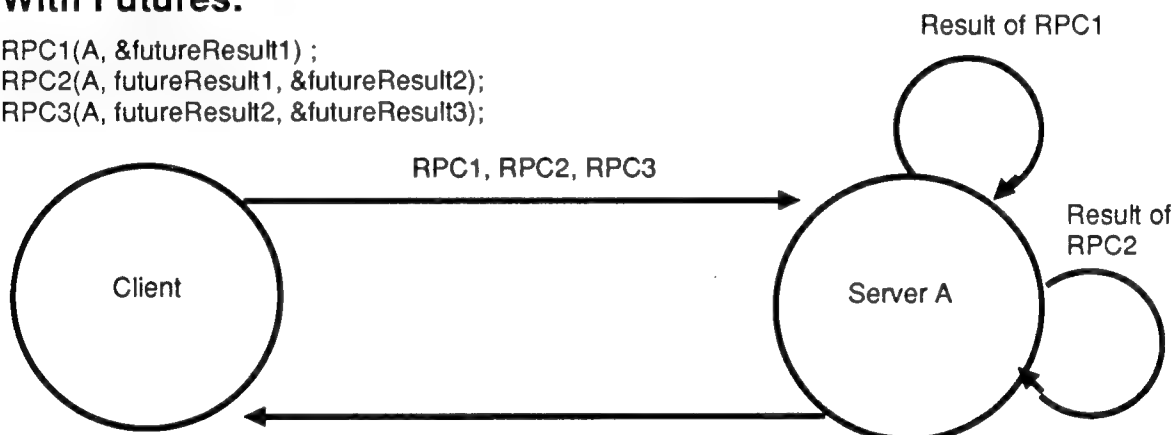 With Futures:
RPC1(A, &futureResult1) ;
RPC2(A, futureResult1, &futureResult2);
RPC3(A, futureResult2, &futureResult3);
Result of RPC1
RPC1, RPC2, RPC3
Result of
RPC2
Client
Server A